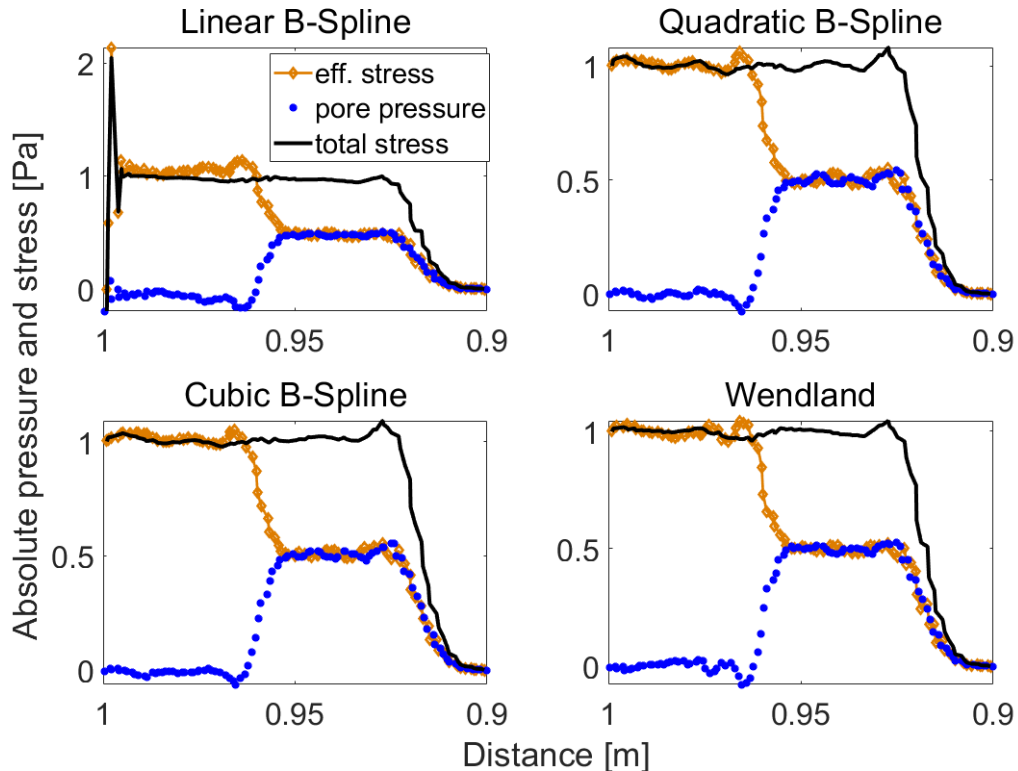 Linear B-Spline
Quadratic B-Spline
Absolute pressure and stress [Pa]
2
1
0
eff. stress
pore pressure
total stress
1
0.95
0.9
1
0.5
0
1
0.95
0.9
Cubic B-Spline
Wendland
1
0.5
0
1
0.95
0.9
1
0.5
0
1
0.95
0.9
Distance [m]